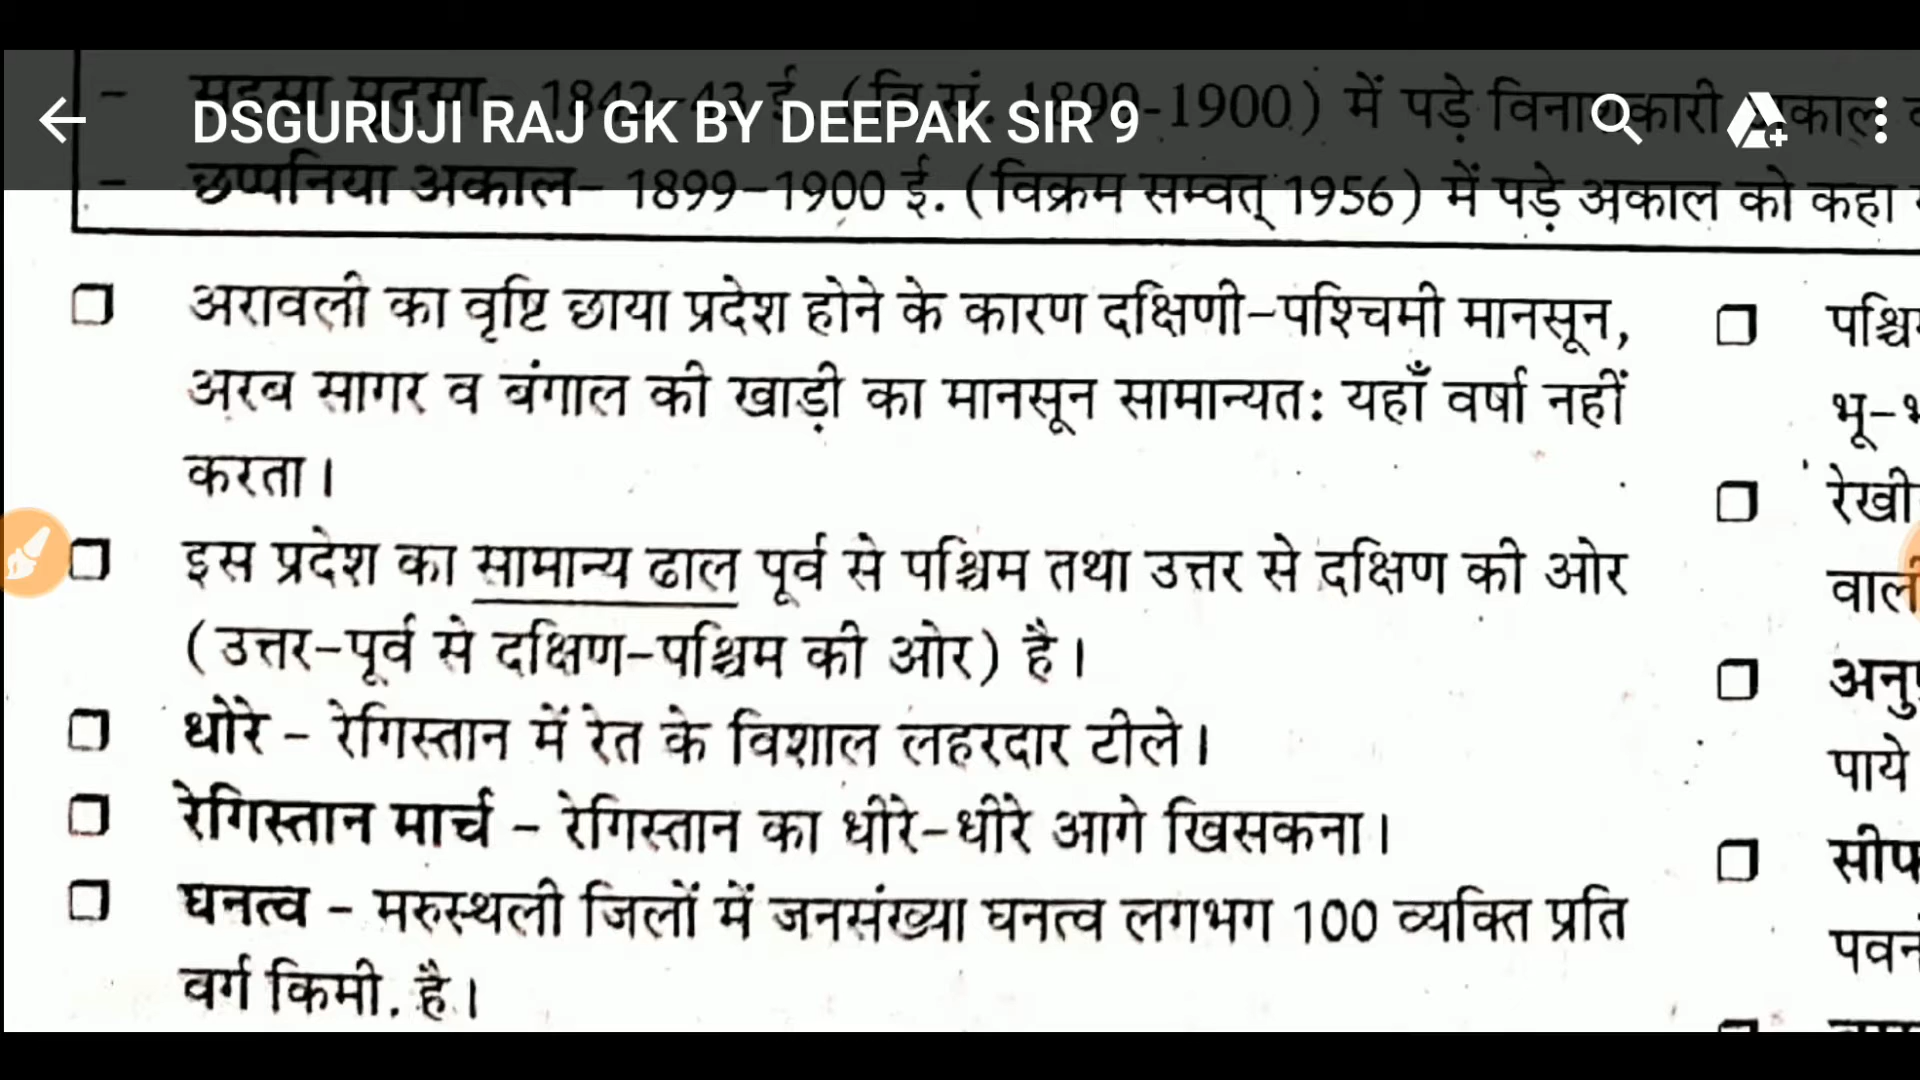 DSGURUJI RAJ GK BY DEEPAK SIR 9
1842-43 ई. (वि.सं. 1899-1900) में पड़े विनाशकारी अकाल
- छप्पनिया अकाल- 1899-1900 ई. (विक्रम सम्वत् 1956) में पड़े अकाल को कहा
अरावली का वृष्टि छाया प्रदेश होने के कारण दक्षिणी-पश्चिमी मानसून,
अरब सागर व बंगाल की खाड़ी का मानसून सामान्यत: यहाँ वर्षा नहीं
करता।
इस प्रदेश का सामान्य ढाल पूर्व से पश्चिम तथा उत्तर से दक्षिण की ओर
(उत्तर-पूर्व से दक्षिण-पश्चिम की ओर) है।
धोरे - रेगिस्तान में रेत के विशाल लहरदार टीले।
रेगिस्तान मार्च - रेगिस्तान का धीरे-धीरे आगे खिसकना।
घनत्व - मरुस्थली जिलों में जनसंख्या घनत्व लगभग 100 व्यक्ति प्रति
वर्ग किमी. है।
भू-
रेखी
पाये